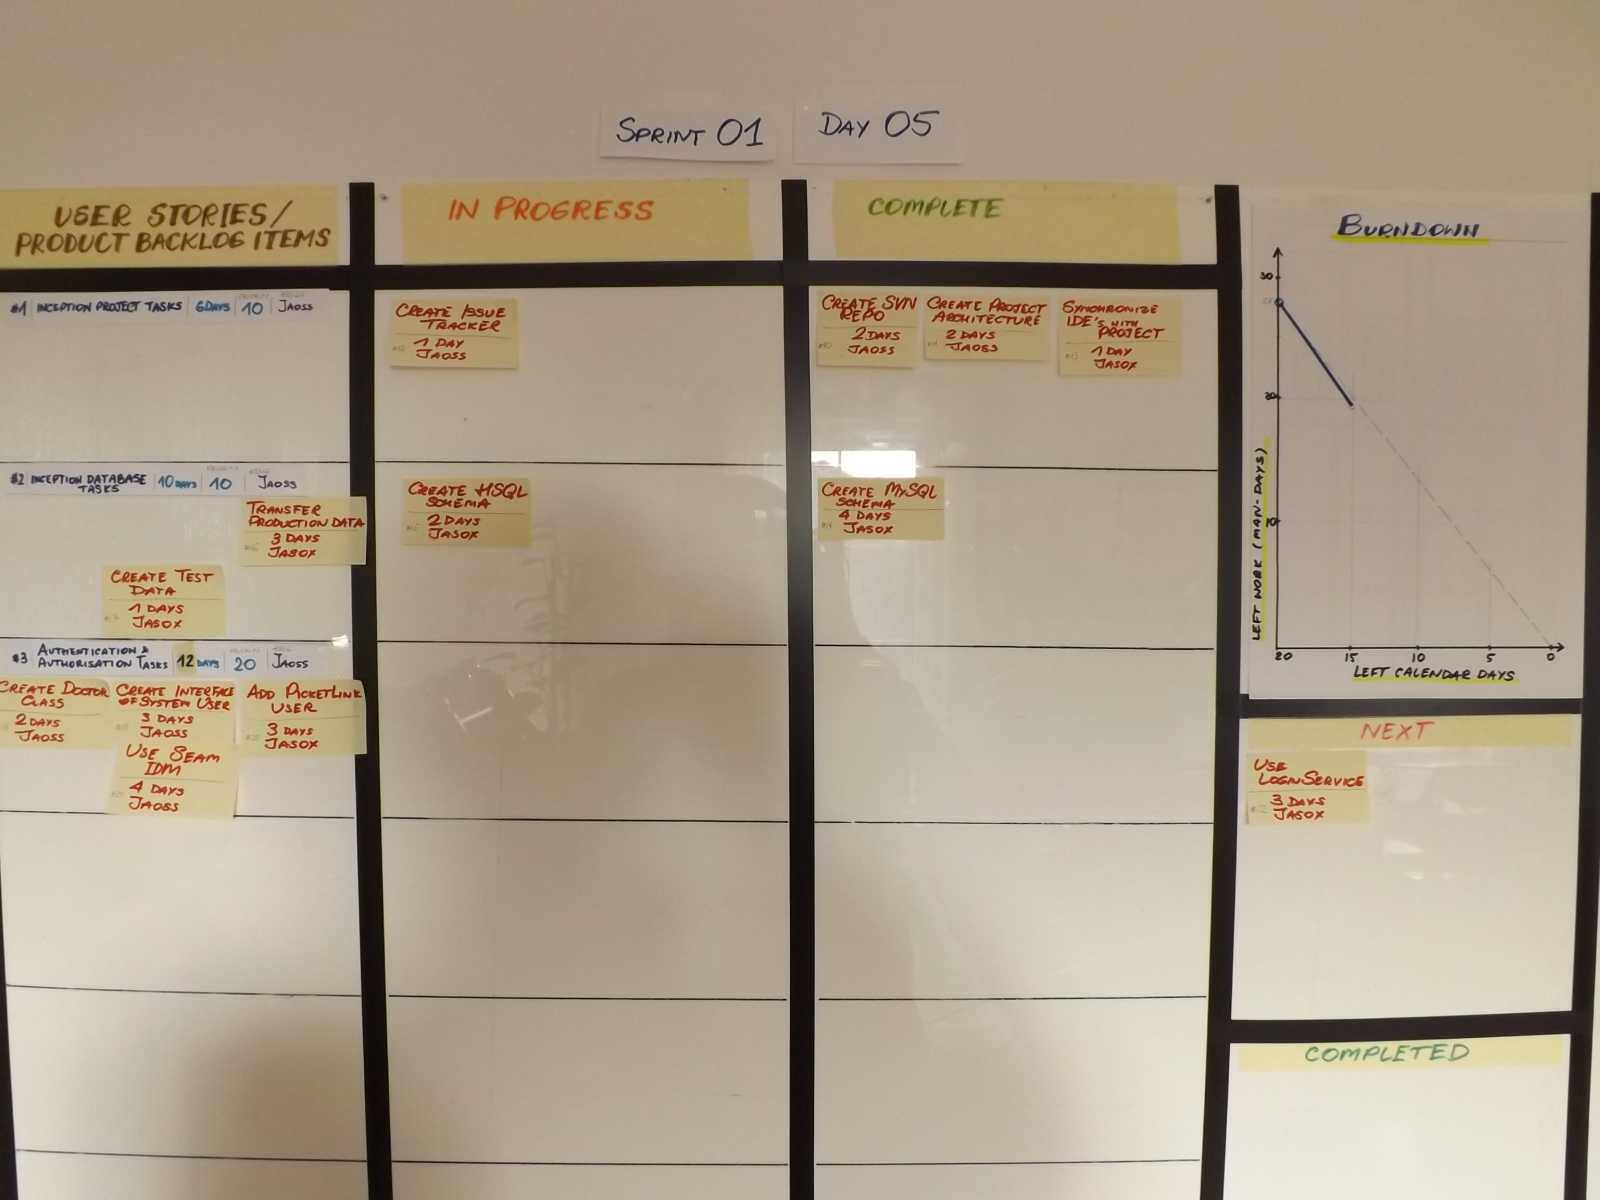 SPRINT 01
DAY 05
USER STORIES/
PRODUCT BACKLOG ITEMS
IN PROGRESS
COMPLETE
#1 INCEPTION PROJECT TASKS 6 DAYS 10 JAOSS
CREATE ISSUE
TRACKER
1 DAY
JAOSS
CREATE SVN
REPO
2 DAYS
JAOSS
CREATE PROJECT
ARCHITECTURE
2 DAYS
JAOSS
SYNCHRONIZE
IDE'S WITH
PROJECT
1 DAY
JASOX
#2 INCEPTION DATABASE
TASKS
10 DAYS 10 JAOSS
TRANSFER
PRODUCTION DATA
3 DAYS
JASOX
CREATE TEST
DATA
1 DAYS
JASOX
CREATE HSQL
SCHEMA
2 DAYS
JASOX
CREATE MYSQL
SCHEMA
4 DAYS
JASOX
#3 AUTHENTICATION &
AUTHORISATION TASKS 12 DAYS 20 JAOSS
CREATE DOCTOR
CLASS
2 DAYS
JAOSS
CREATE INTERFACE
OF SYSTEM USER
3 DAYS
JAOSS
ADD PICKETLINK
USER
3 DAYS
JASOX
USE SEAM
IDM
4 DAYS
JAOSS
BURNDOWN
30
20
10
LEFT WORK (MAN-DAYS)
20 15 10 5 0
LEFT CALENDAR DAYS
NEXT
USE
LOGINSERVICE
3 DAYS
JASOX
COMPLETED